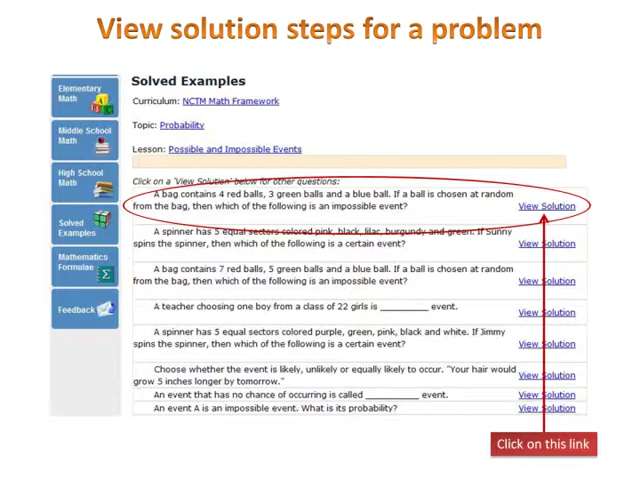 View solution steps for a problem
Elementary
Math
Middle School
Math
High School
Math
Solved
Examples
Mathematics
Formulae
Feedback
Solved Examples
Curriculum: NCTM Math Framework
Topic: Probability
Lesson: Possible and Impossible Events
Click on a 'View Solution' below for other questions:
A bag contains 4 red balls, 3 green balls and a blue ball. If a ball is chosen at random
from the bag, then which of the following is an impossible event?
View Solution
A spinner has 5 equal sectors colored pink, black, lilac, burgundy and green. If Sunny
spins the spinner, then which of the following is a certain event?
View Solution
A bag contains 7 red balls, 5 green balls and a blue ball. If a ball is chosen at random
from the bag, then which of the following is an impossible event?
View Solution
A teacher choosing one boy from a class of 22 girls is _________ event.
View Solution
A spinner has 5 equal sectors colored purple, green, pink, black and white. If Jimmy
spins the spinner, then which of the following is a certain event?
View Solution
Choose whether the event is likely, unlikely or equally likely to occur. "Your hair would
grow 5 inches longer by tomorrow."
View Solution
An event that has no chance of occurring is called __________ event.
View Solution
An event A is an impossible event. What is its probability?
View Solution
Click on this link